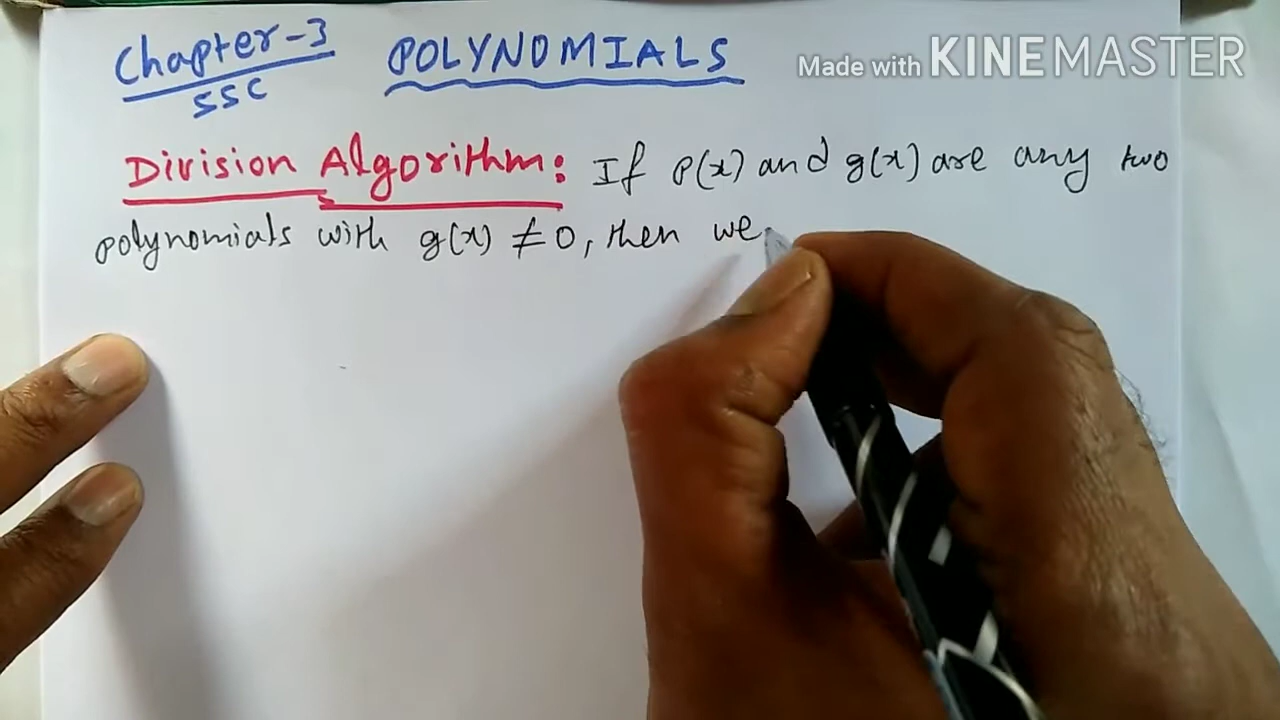 Chapter-3 POLYNOMIALS
SSC
Made with KINEMASTER
Division Algorithm: If P(x) and g(x) are any two
polynomials with g(x) ≠ 0, then we